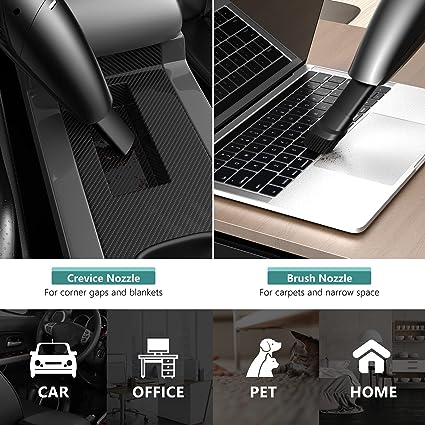 Crevice Nozzle
For corner gaps and blankets
Brush Nozzle
For carpets and narrow space
CAR
OFFICE
PET
HOME